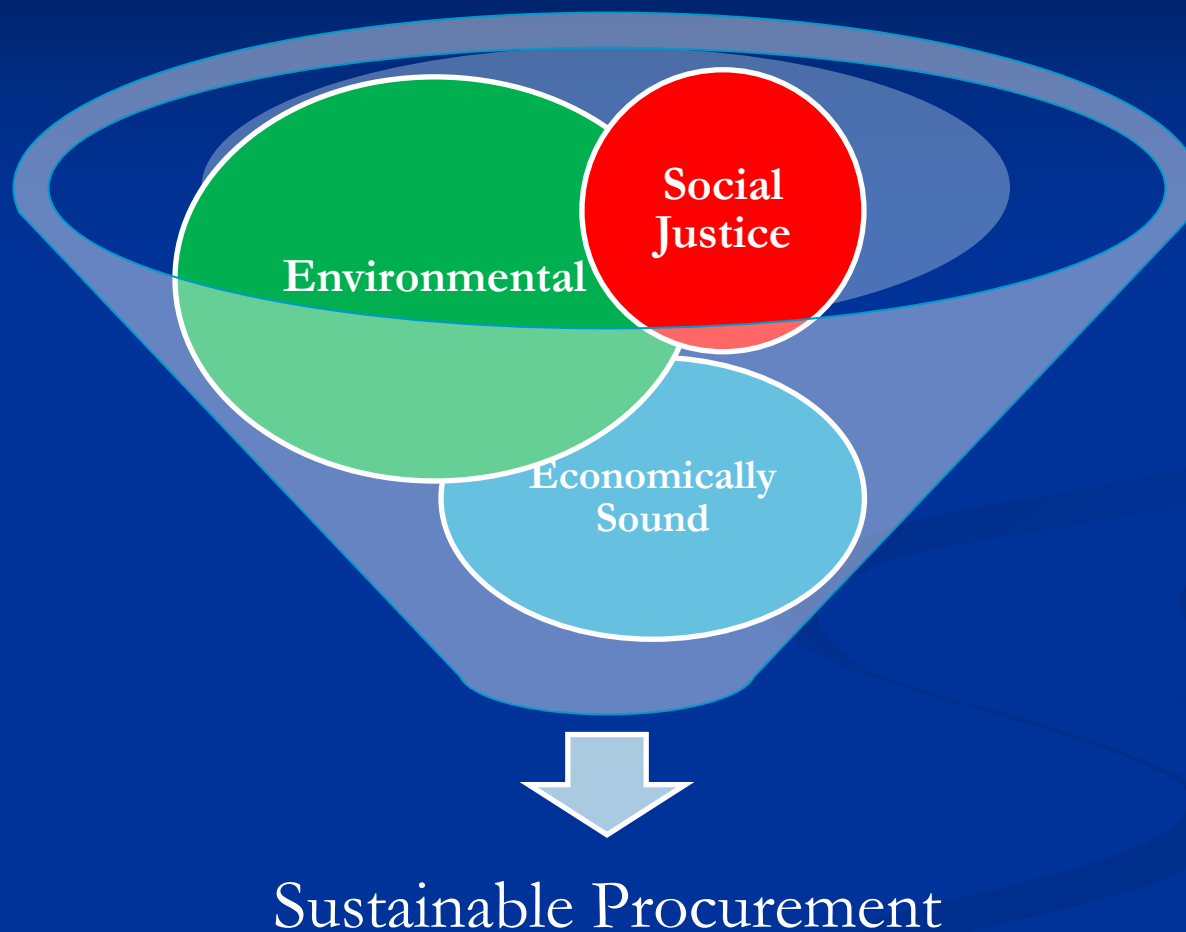 Social
Justice
Environmental
Economically
Sound
Sustainable Procurement